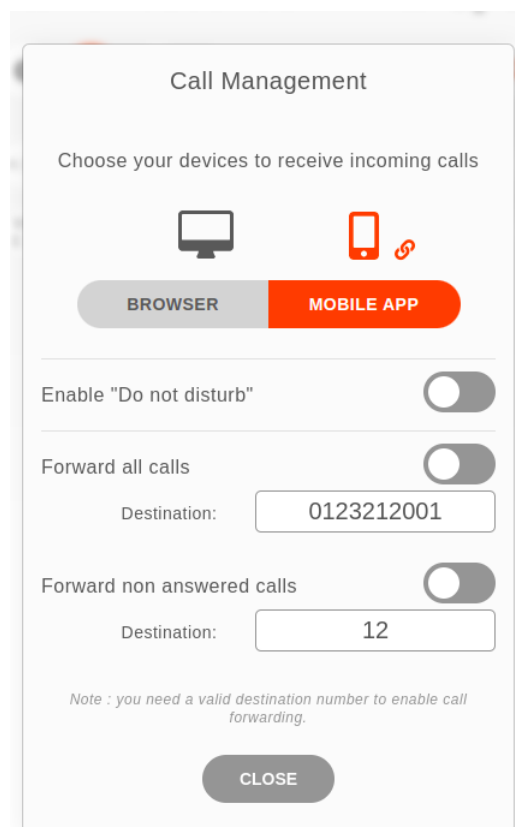 Call Management
Choose your devices to receive incoming calls
BROWSER
MOBILE APP
Enable "Do not disturb"
Forward all calls
Destination:
0123212001
Forward non answered calls
Destination:
12
Note : you need a valid destination number to enable call
forwarding.
CLOSE